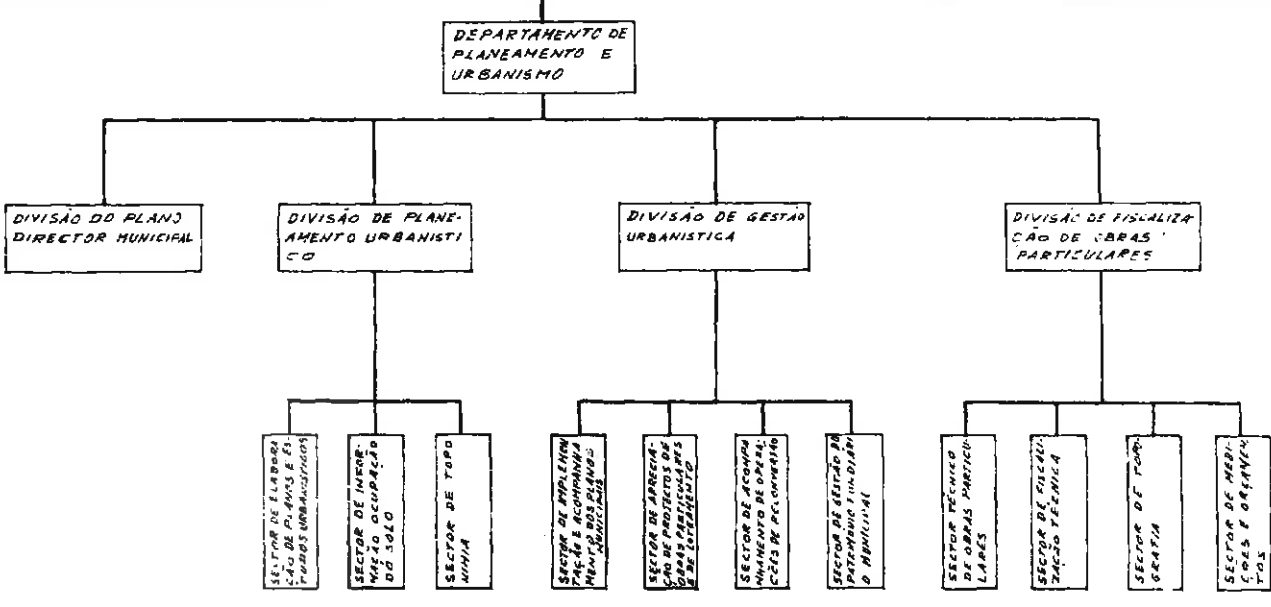 DEPARTAMENTO DE
PLANEAMENTO E
URBANISMO
DIVISÃO DO PLANO
DIRECTOR MUNICIPAL
DIVISÃO DE PLANE-
AMENTO URBANISTI
CO
DIVISÃO DE GESTÃO
URBANISTICA
DIVISÃO DE FISCALIZA-
ÇÃO DE OBRAS
PARTICULARES
SECTOR DE ELABORA
ÇÃO DE PLANOS E ES-
TUDOS URBANISTICOS
SECTOR DE INFOR-
MAÇÃO OCUPAÇÃO
DO SOLO
SECTOR DE TOPO
NIMIA
SECTOR DE IMPLEMEN
TAÇÃO E ACOMPANHA
MENTO DOS PLANOS
MUNICIPAIS
SECTOR DE APRECIA-
ÇÃO DE PROJECTOS DE
OBRAS PARTICULARES
E DE LOTEAMENTO
SECTOR DE ACOMPA
NHAMENTO DE OPERA-
ÇÕES DE RECONVERSÃO
SECTOR DE GESTÃO DO
PATRIMÓNIO FUNDIÁRI
O MUNICIPAL
SECTOR TÉCNICO
DE OBRAS PARTICU-
LARES
SECTOR DE FISCALI-
ZAÇÃO TÉCNICA
SECTOR DE TOPO-
GRAFIA
SECTOR DE MEDI-
ÇÕES E ORÇAMEN-
TOS